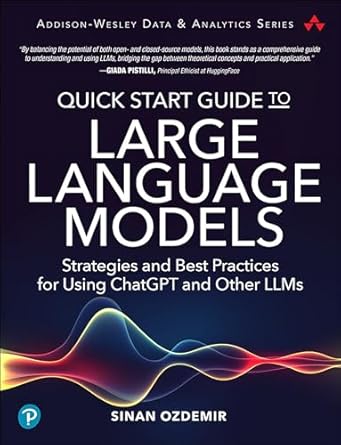 Addison-Wesley Data & Analytics Series
"By balancing the potential of both open- and closed-source models, this book stands as a comprehensive guide
to understanding and using LLMs, bridging the gap between theoretical concepts and practical application."
—GIADA PISTILLI, Principal Ethicist at HuggingFace
QUICK START GUIDE TO
LARGE
LANGUAGE
MODELS
Strategies and Best Practices
for Using ChatGPT and Other LLMs
P
SINAN OZDEMIR